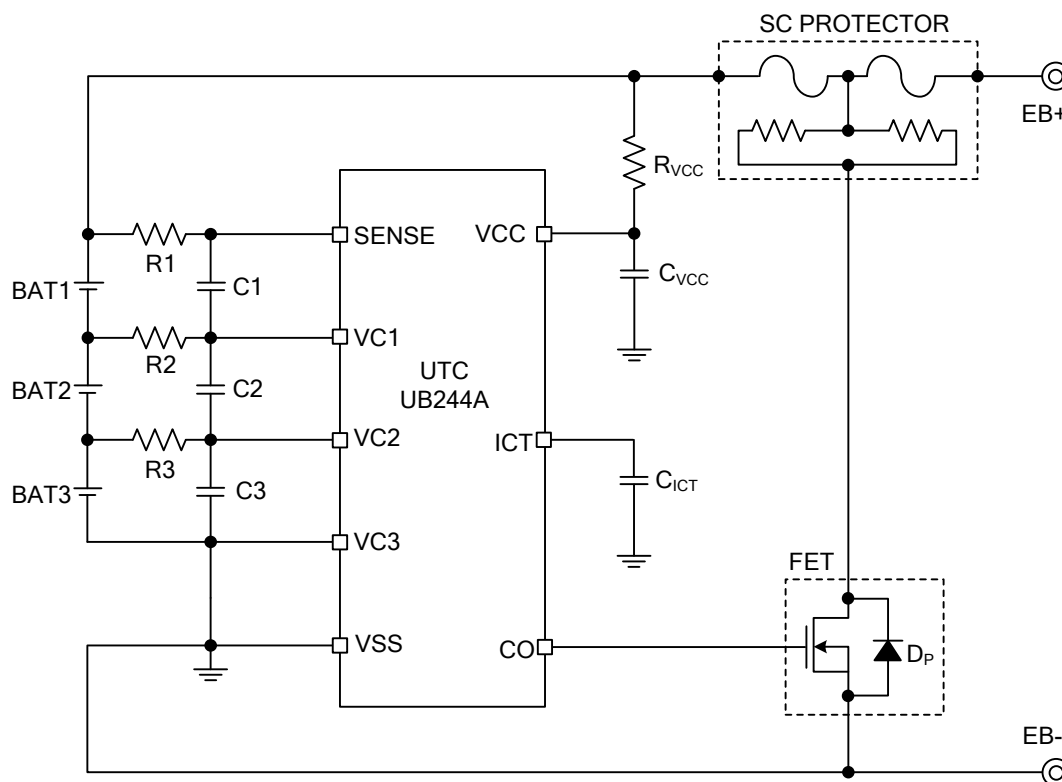 SC PROTECTOR
EB+
RVCC
SENSE
VCC
R1
BAT1
C1
CVCC
VC1
R2
UTC
UB244A
BAT2
C2
VC2
ICT
R3
BAT3
C3
CICT
VC3
FET
VSS
CO
DP
EB-